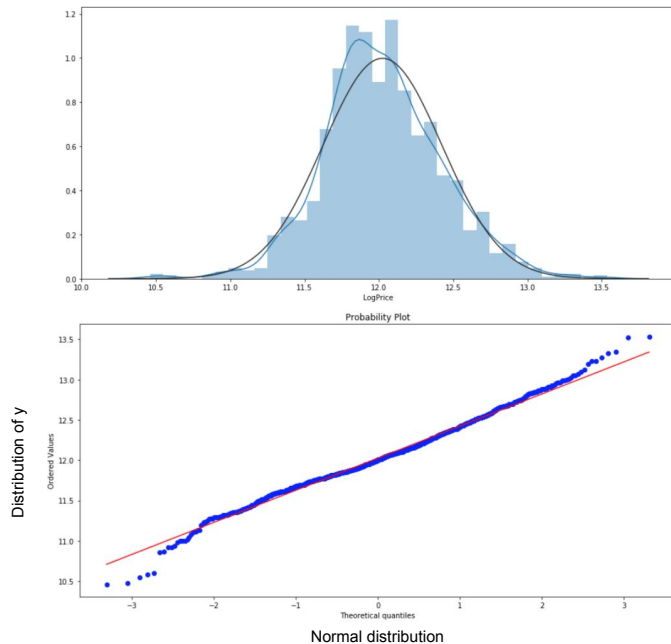 1.2
1.0
0.8
0.6
0.4
0.2
0.0
10.0 10.5 11.0 11.5 12.0 12.5 13.0 13.5
LogPrice
Probability Plot
13.5
13.0
12.5
12.0
11.5
11.0
10.5
Distribution of y
Ordered Values
−3 −2 −1 0 1 2 3
Theoretical quantiles
Normal distribution